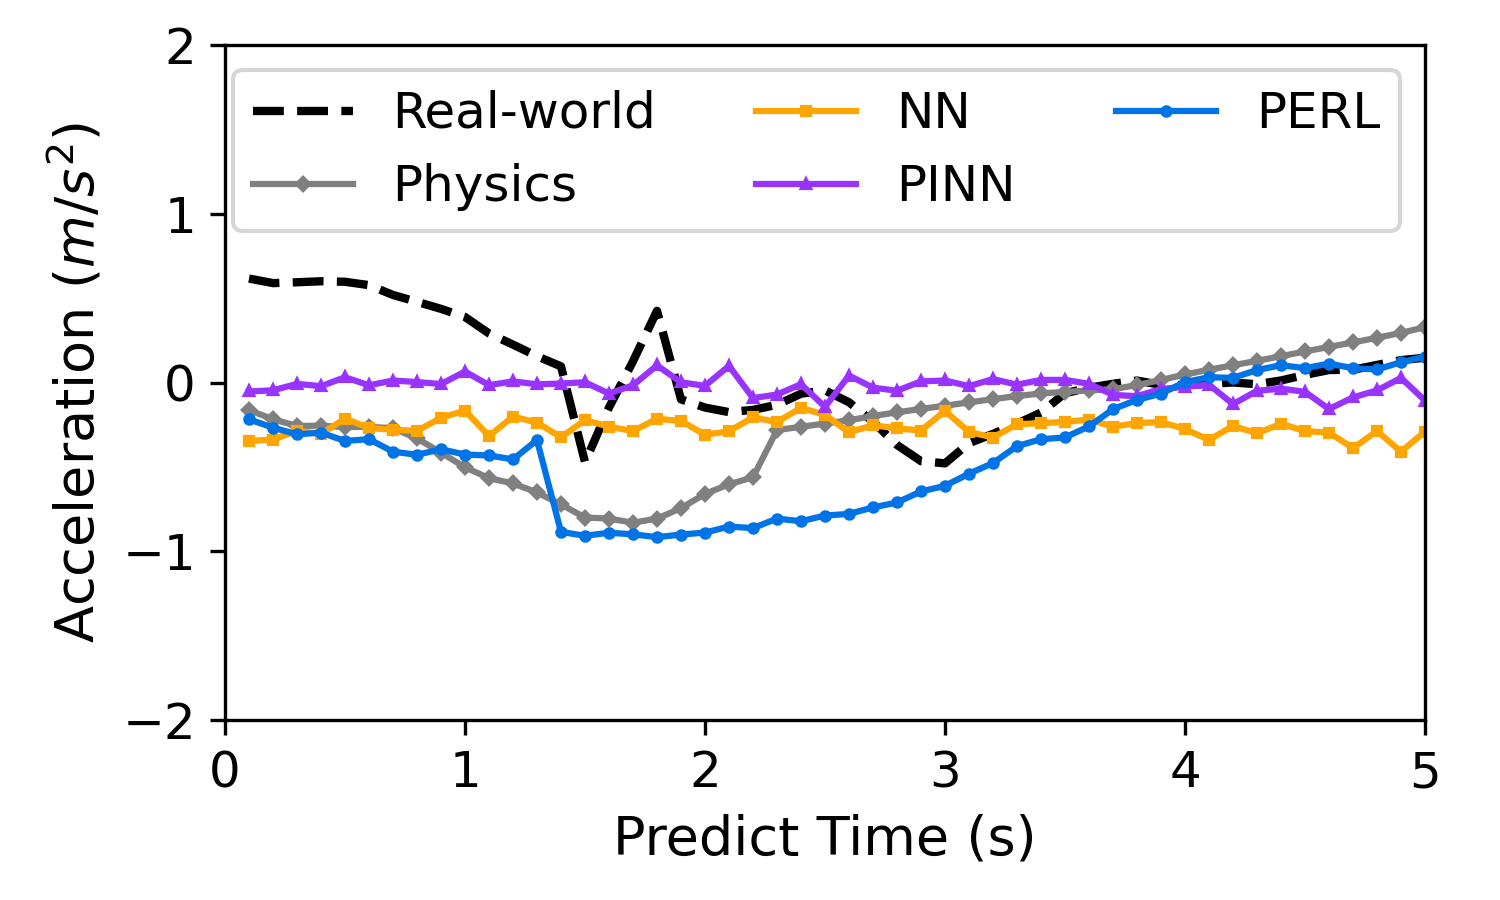 2
1
0
−1
−2
Acceleration (m/s²)
Real-world
Physics
NN
PINN
PERL
0 1 2 3 4 5
Predict Time (s)